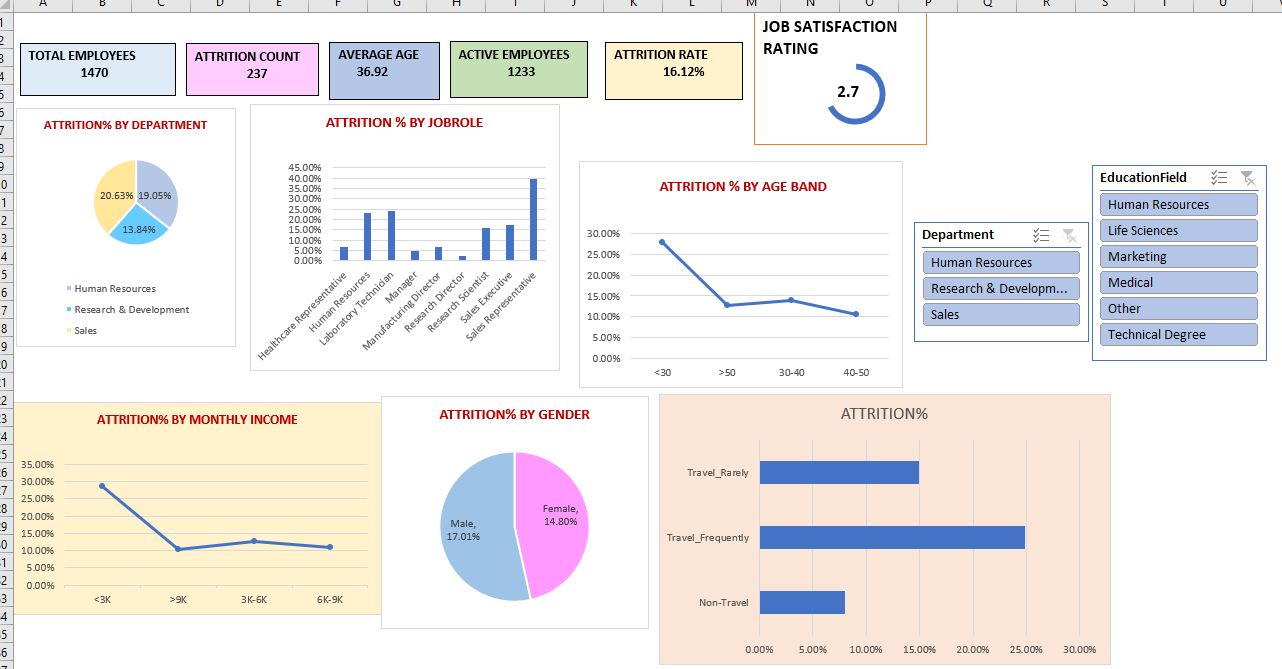 A B C D E F G H I J K L M N O P Q R S T U
TOTAL EMPLOYEES
1470
ATTRITION COUNT
237
AVERAGE AGE
36.92
ACTIVE EMPLOYEES
1233
ATTRITION RATE
16.12%
JOB SATISFACTION
RATING
2.7
ATTRITION% BY DEPARTMENT
20.63%
19.05%
13.84%
Human Resources
Research & Development
Sales
ATTRITION % BY JOBROLE
45.00%
40.00%
35.00%
30.00%
25.00%
20.00%
15.00%
10.00%
5.00%
0.00%
Healthcare Representative
Human Resources
Laboratory Technician
Manager
Manufacturing Director
Research Director
Research Scientist
Sales Executive
Sales Representative
ATTRITION % BY AGE BAND
30.00%
25.00%
20.00%
15.00%
10.00%
5.00%
0.00%
<30 >50 30-40 40-50
Department
Human Resources
Research & Developm...
Sales
EducationField
Human Resources
Life Sciences
Marketing
Medical
Other
Technical Degree
ATTRITION% BY MONTHLY INCOME
35.00%
30.00%
25.00%
20.00%
15.00%
10.00%
5.00%
0.00%
<3K >9K 3K-6K 6K-9K
ATTRITION% BY GENDER
Male,
17.01%
Female,
14.80%
ATTRITION%
Travel_Rarely
Travel_Frequently
Non-Travel
0.00% 5.00% 10.00% 15.00% 20.00% 25.00% 30.00%